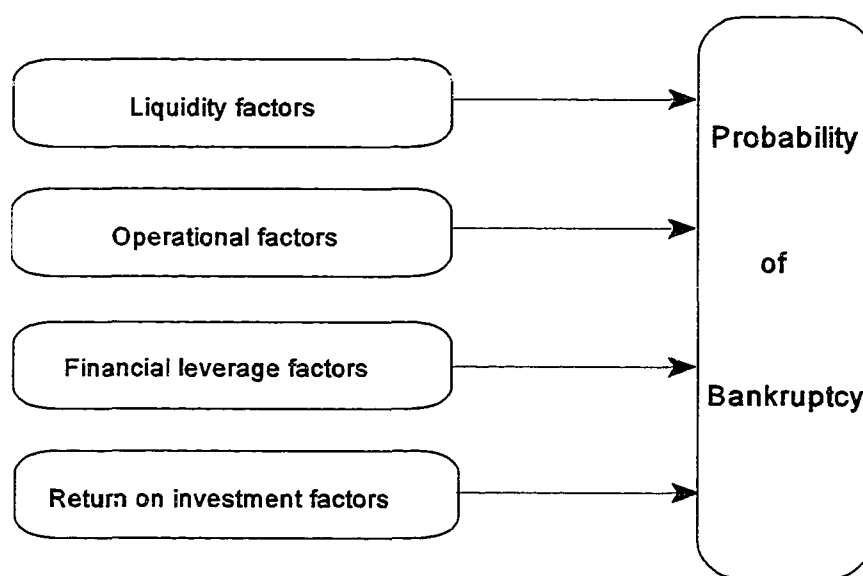 Liquidity factors
Operational factors
Financial leverage factors
Return on investment factors
Probability
of
Bankruptcy